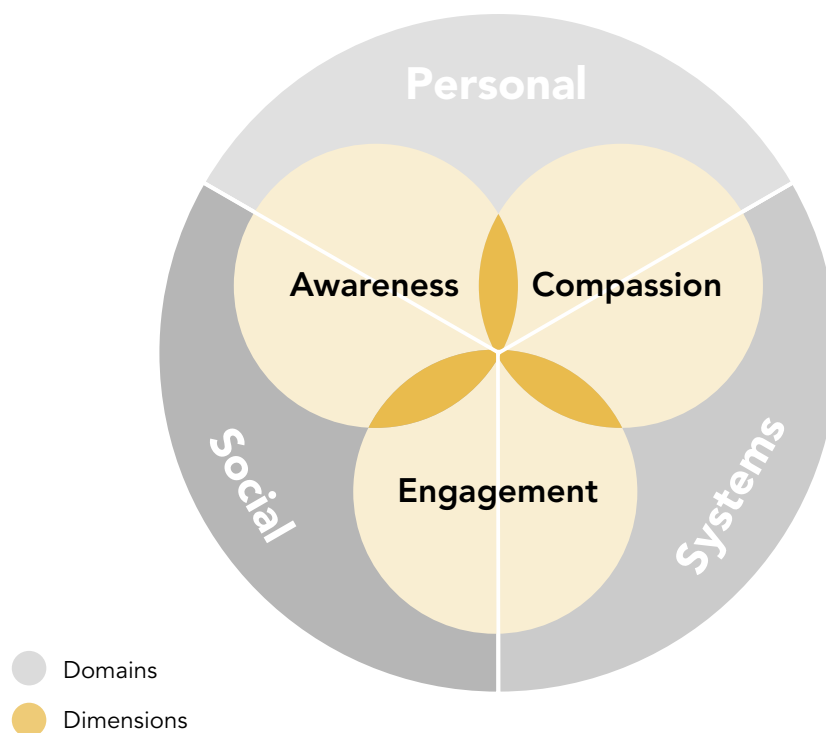 Personal
Awareness
Compassion
Social
Engagement
Systems
Domains
Dimensions